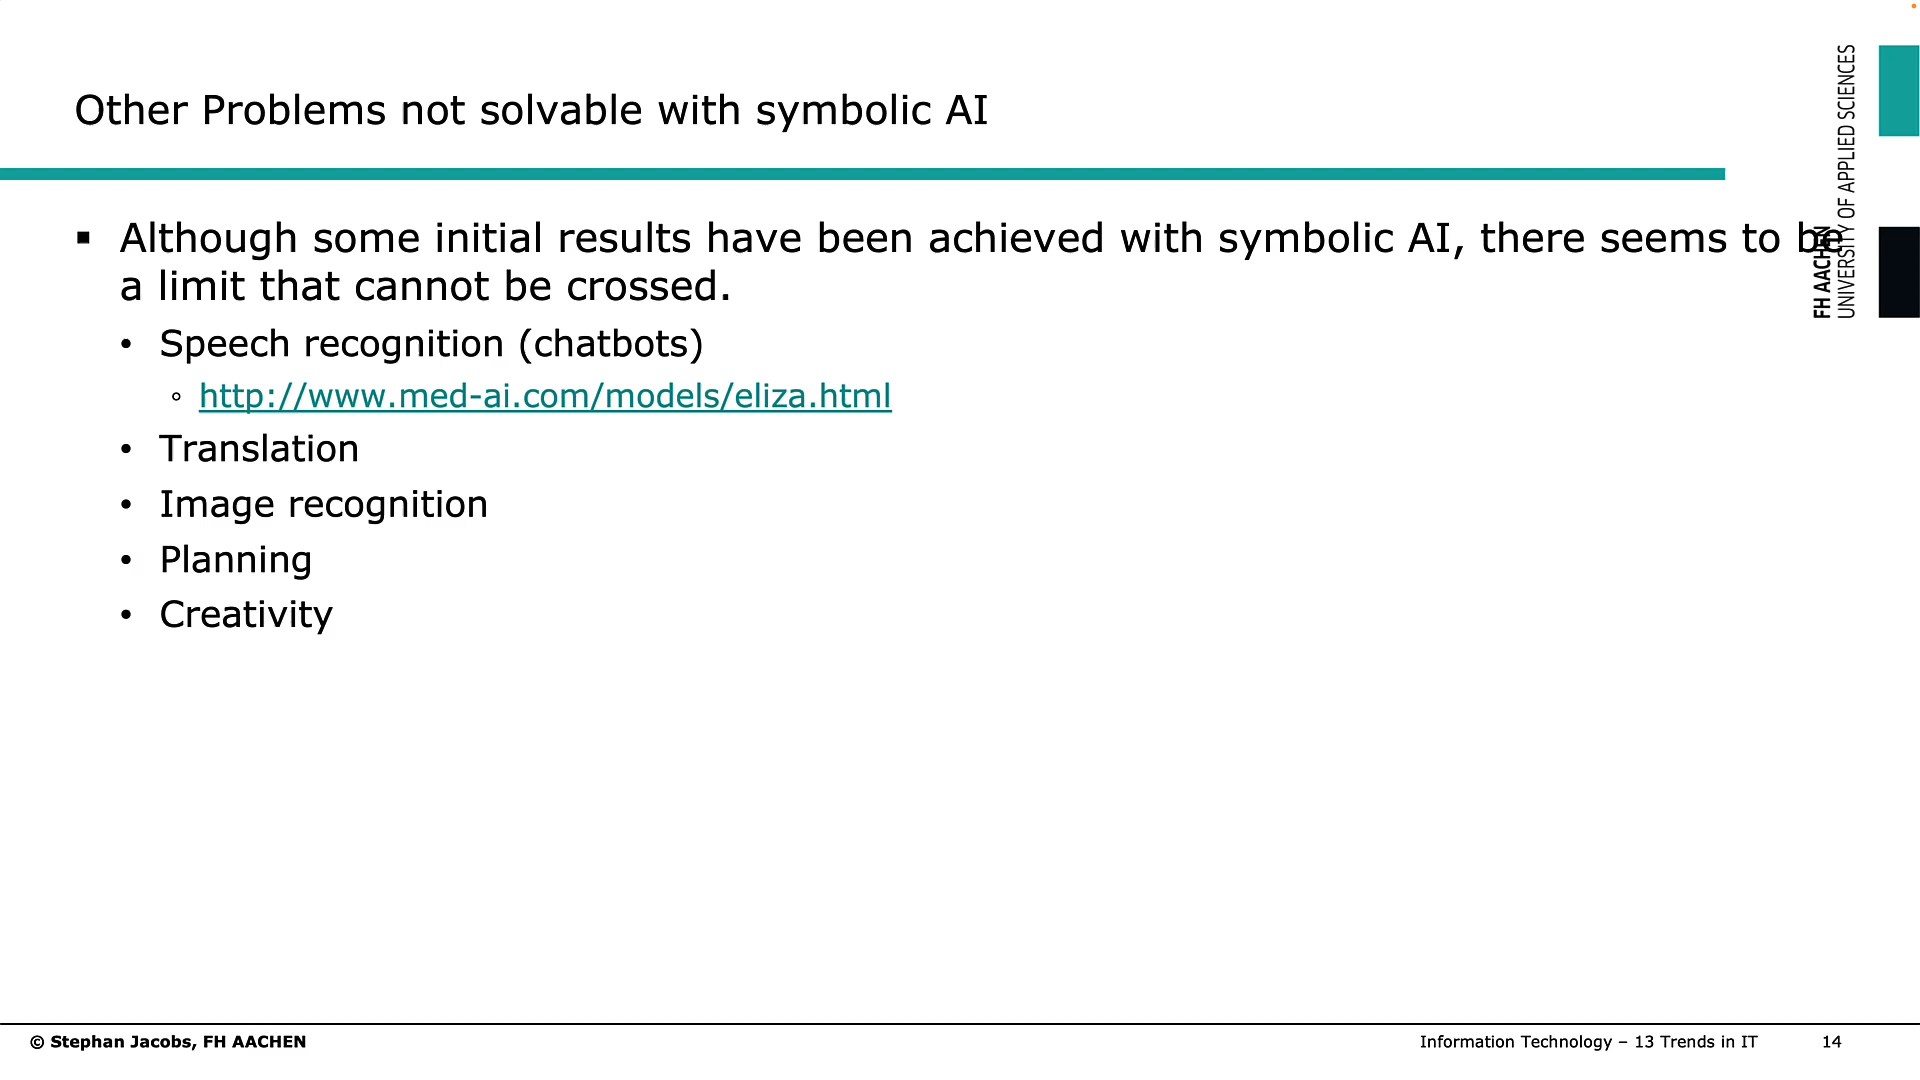 Other Problems not solvable with symbolic AI
▪ Although some initial results have been achieved with symbolic AI, there seems to be
a limit that cannot be crossed.
• Speech recognition (chatbots)
◦ http://www.med-ai.com/models/eliza.html
• Translation
• Image recognition
• Planning
• Creativity
FH AACHEN
UNIVERSITY OF APPLIED SCIENCES
© Stephan Jacobs, FH AACHEN
Information Technology – 13 Trends in IT
14